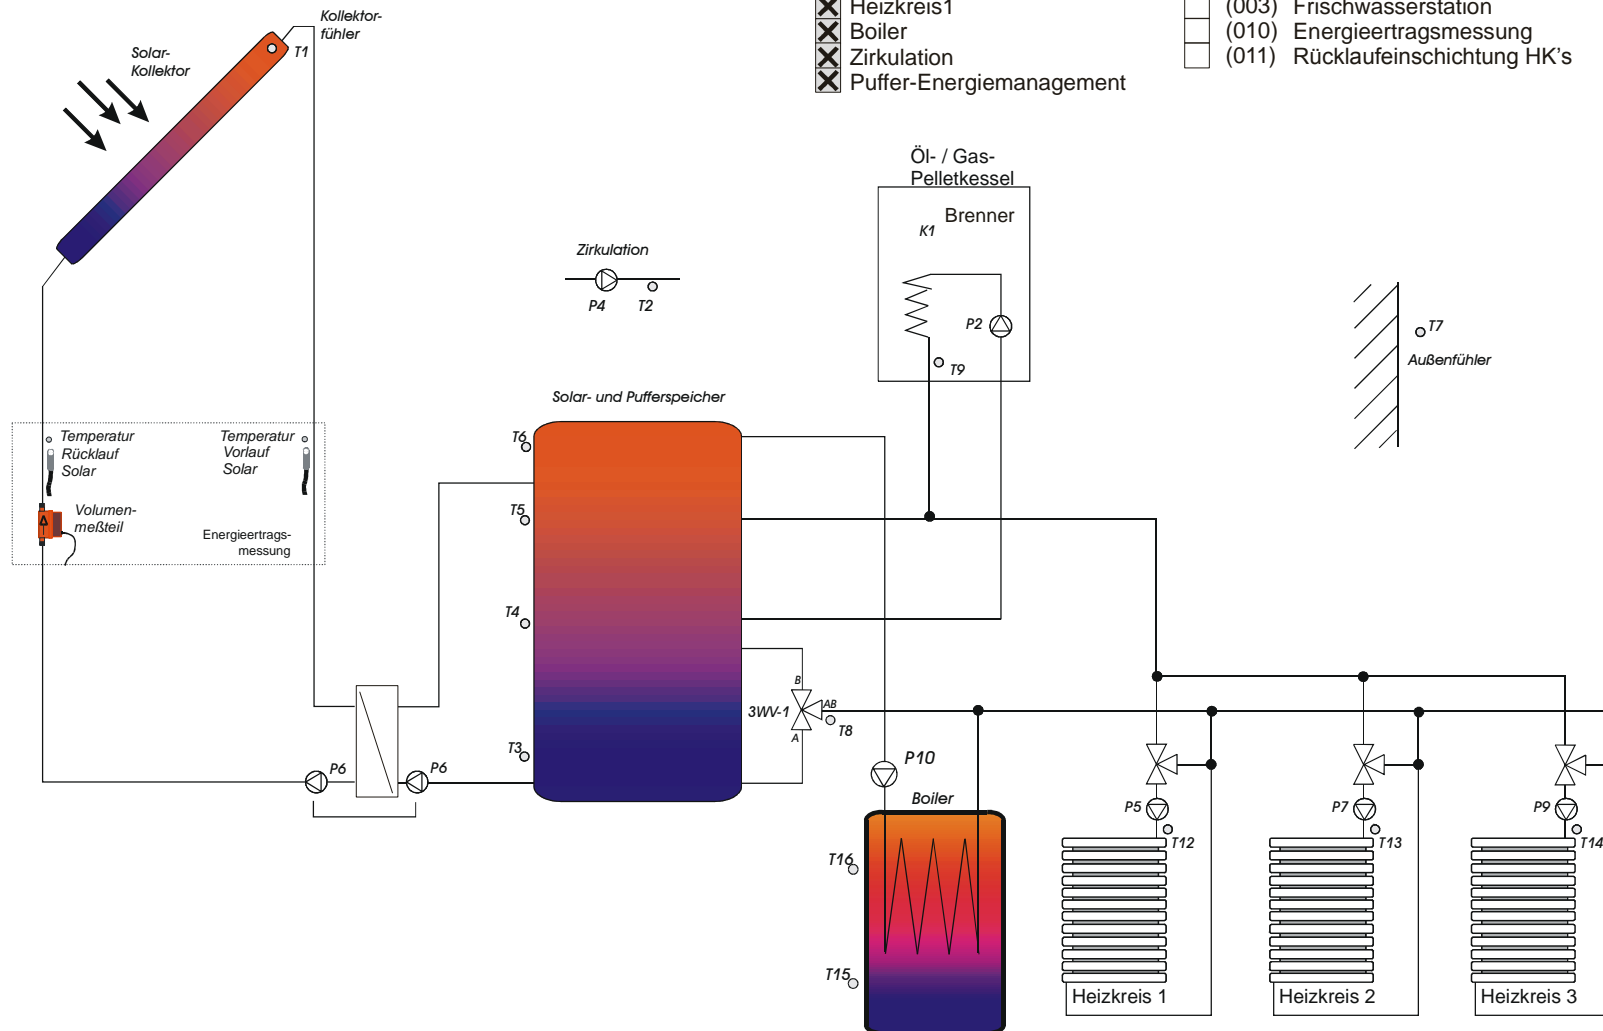 Heizkreis1
Boiler
Zirkulation
Puffer-Energiemanagement
(003) Frischwasserstation
(010) Energieertragsmessung
(011) Rücklaufeinschichtung HK's
Kollektor-
fühler
T1
Solar-
Kollektor
Öl- / Gas-
Pelletkessel
Brenner
K1
P2
T9
Zirkulation
P4
T2
T7
Außenfühler
Solar- und Pufferspeicher
T6
T5
T4
T3
Temperatur
Rücklauf
Solar
Temperatur
Vorlauf
Solar
Volumen-
meßteil
Energieertrags-
messung
P6
P6
B
3WV-1
AB
A
T8
P10
Boiler
T16
T15
P5
T12
Heizkreis 1
P7
T13
Heizkreis 2
P9
T14
Heizkreis 3